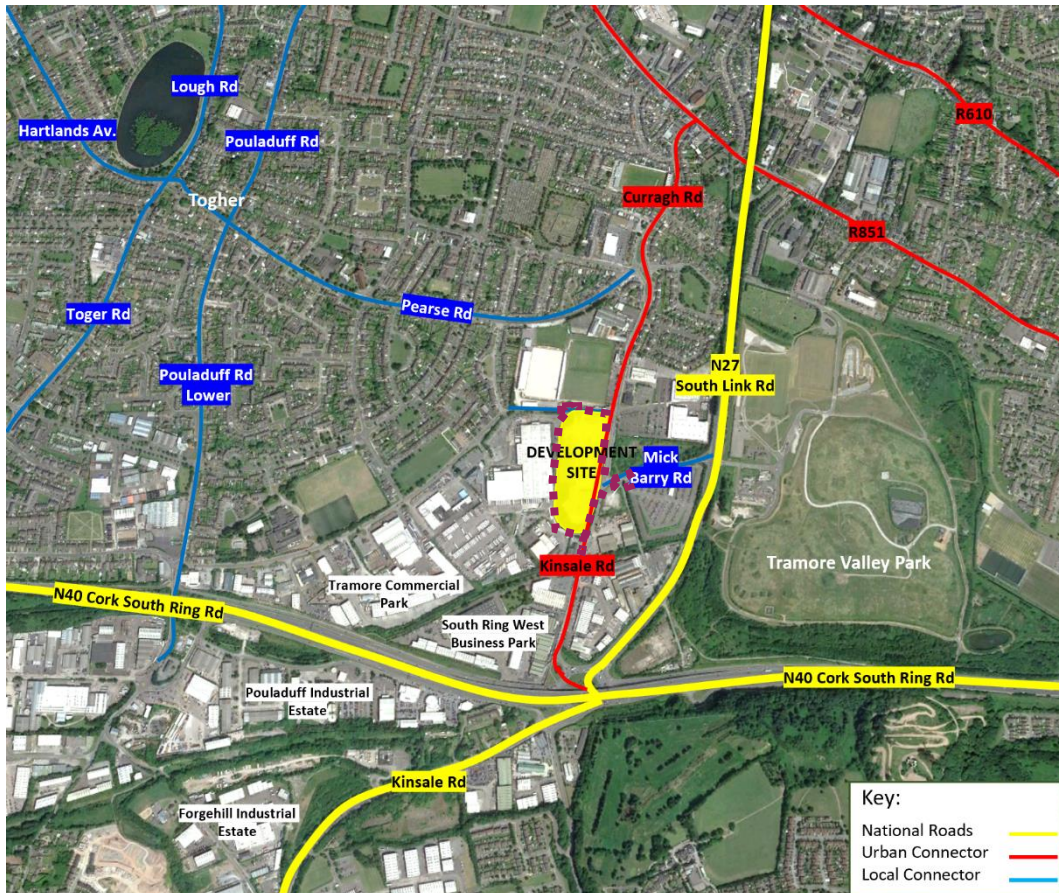 Lough Rd
Hartlands Av.
Pouladuff Rd
Togher
R610
Curragh Rd
R851
Toger Rd
Pearse Rd
Pouladuff Rd
Lower
N27
South Link Rd
DEVELOPMENT
SITE
Mick
Barry Rd
Kinsale Rd
Tramore Valley Park
Tramore Commercial
Park
N40 Cork South Ring Rd
South Ring West
Business Park
N40 Cork South Ring Rd
Pouladuff Industrial
Estate
Kinsale Rd
Forgehill Industrial
Estate
Key:
National Roads
Urban Connector
Local Connector